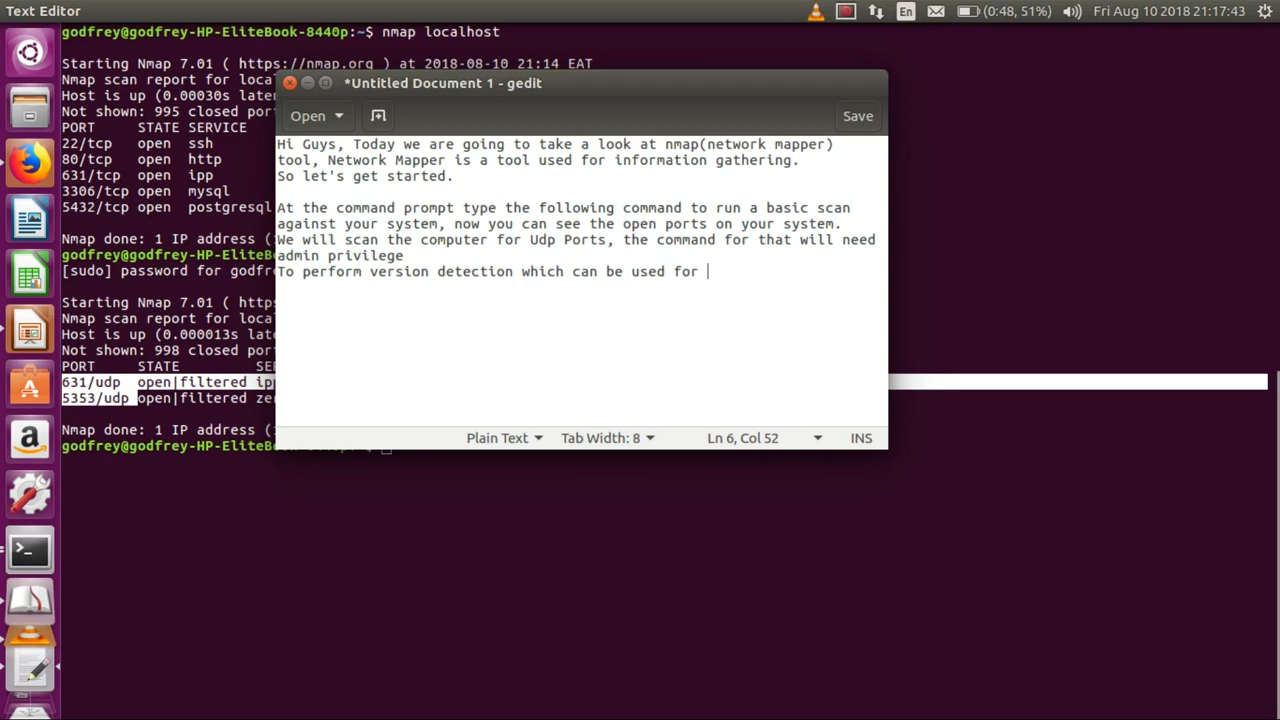 Text Editor
En
(0:48, 51%)
Fri Aug 10 2018 21:17:43
godfrey@godfrey-HP-EliteBook-8440p:~$ nmap localhost
Starting Nmap 7.01 ( https://nmap.org ) at 2018-08-10 21:14 EAT
Nmap scan report for loca
Host is up (0.00030s late
Not shown: 995 closed por
PORT STATE SERVICE
22/tcp open ssh
80/tcp open http
631/tcp open ipp
3306/tcp open mysql
5432/tcp open postgresql
Nmap done: 1 IP address (
godfrey@godfrey-HP-EliteB
[sudo] password for godfr
Starting Nmap 7.01 ( http
Nmap scan report for loca
Host is up (0.000013s late
Not shown: 998 closed por
PORT STATE SE
631/udp open|filtered ip
5353/udp open|filtered ze
Nmap done: 1 IP address (
godfrey@godfrey-HP-EliteB
*Untitled Document 1 - gedit
Open
Save
Hi Guys, Today we are going to take a look at nmap(network mapper)
tool, Network Mapper is a tool used for information gathering.
So let's get started.
At the command prompt type the following command to run a basic scan
against your system, now you can see the open ports on your system.
We will scan the computer for Udp Ports, the command for that will need
admin privilege
To perform version detection which can be used for
Plain Text
Tab Width: 8
Ln 6, Col 52
INS